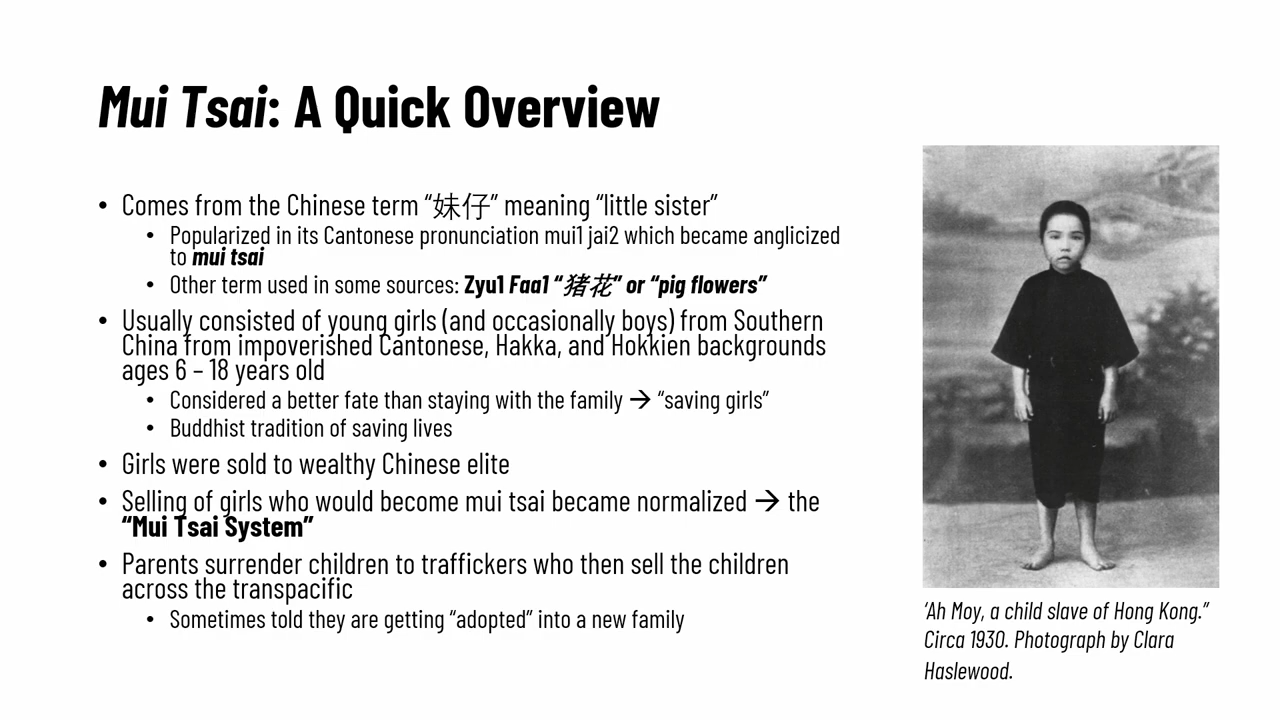 Mui Tsai: A Quick Overview
• Comes from the Chinese term “妹仔” meaning “little sister”
• Popularized in its Cantonese pronunciation mui1 jai2 which became anglicized
to mui tsai
• Other term used in some sources: Zyu1 Faa1 “猪花” or “pig flowers”
• Usually consisted of young girls (and occasionally boys) from Southern
China from impoverished Cantonese, Hakka, and Hokkien backgrounds
ages 6 – 18 years old
• Considered a better fate than staying with the family → “saving girls”
• Buddhist tradition of saving lives
• Girls were sold to wealthy Chinese elite
• Selling of girls who would become mui tsai became normalized → the
“Mui Tsai System”
• Parents surrender children to traffickers who then sell the children
across the transpacific
• Sometimes told they are getting “adopted” into a new family
‘Ah Moy, a child slave of Hong Kong.”
Circa 1930. Photograph by Clara
Haslewood.